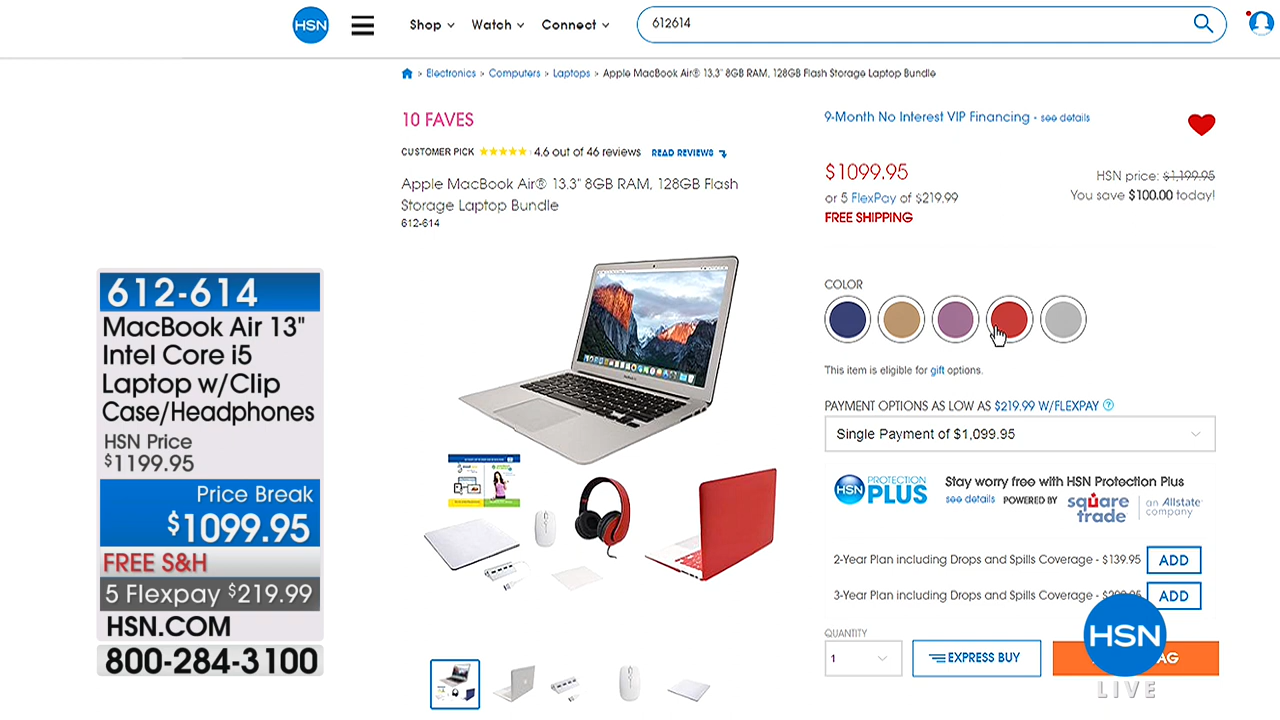 HSN
Shop
Watch
Connect
612614
> Electronics > Computers > Laptops > Apple MacBook Air® 13.3" 8GB RAM, 128GB Flash Storage Laptop Bundle
10 FAVES
CUSTOMER PICK
4.6 out of 46 reviews
READ REVIEWS
Apple MacBook Air® 13.3" 8GB RAM, 128GB Flash
Storage Laptop Bundle
612-614
9-Month No Interest VIP Financing - see details
$1099.95
HSN price: $1,199.95
or 5 FlexPay of $219.99
You save $100.00 today!
FREE SHIPPING
COLOR
This item is eligible for gift options.
PAYMENT OPTIONS AS LOW AS $219.99 W/FLEXPAY ?
Single Payment of $1,099.95
HSN PROTECTION PLUS
Stay worry free with HSN Protection Plus
see details POWERED BY square trade | an Allstate company
2-Year Plan including Drops and Spills Coverage - $139.95 ADD
3-Year Plan including Drops and Spills Coverage - ADD
QUANTITY
1
EXPRESS BUY
AG
HSN
LIVE
612-614
MacBook Air 13"
Intel Core i5
Laptop w/Clip
Case/Headphones
HSN Price
$1199.95
Price Break
$1099.95
FREE S&H
5 Flexpay $219.99
HSN.COM
800-284-3100